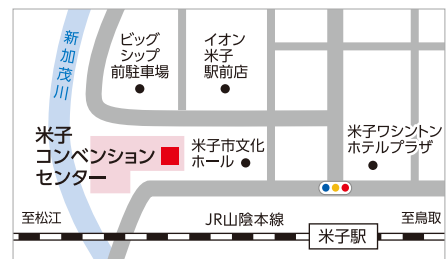 新加茂川
ビッグ
シップ
前駐車場
イオン
米子
駅前店
米子
コンベンション
センター
米子市文化
ホール
米子ワシントン
ホテルプラザ
至松江
JR山陰本線
米子駅
至鳥取